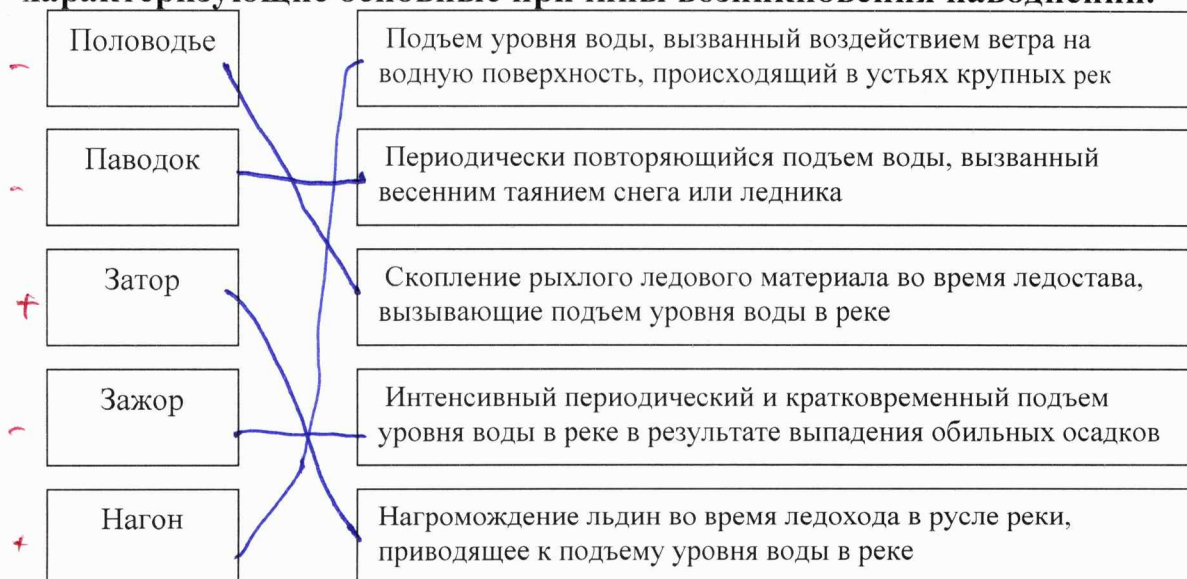 характеризующие основные причины возникновения наводнений.
Половодье
Подъем уровня воды, вызванный воздействием ветра на
водную поверхность, происходящий в устьях крупных рек
Паводок
Периодически повторяющийся подъем воды, вызванный
весенним таянием снега или ледника
Затор
Скопление рыхлого ледового материала во время ледостава,
вызывающие подъем уровня воды в реке
Зажор
Интенсивный периодический и кратковременный подъем
уровня воды в реке в результате выпадения обильных осадков
Нагон
Нагромождение льдин во время ледохода в русле реки,
приводящее к подъему уровня воды в реке